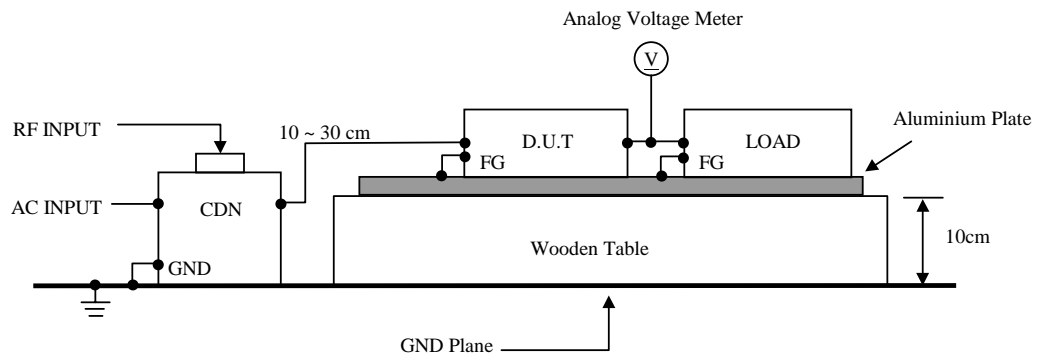 Analog Voltage Meter
V
RF INPUT
10 ~ 30 cm
D.U.T
LOAD
Aluminium Plate
FG
FG
AC INPUT
CDN
Wooden Table
10cm
GND
GND Plane